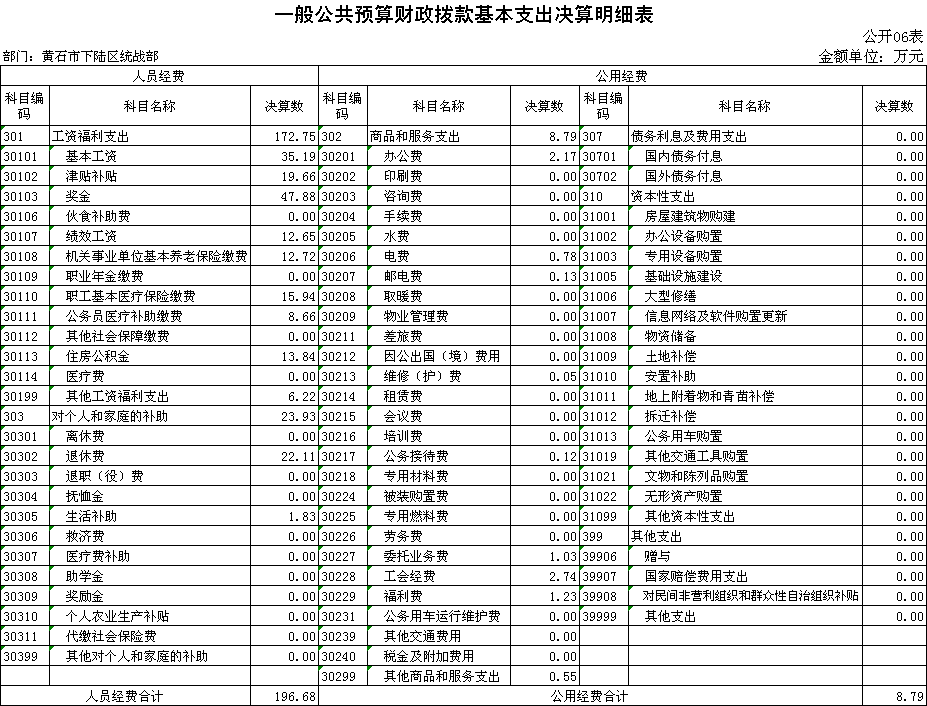 一般公共预算财政拨款基本支出决算明细表
公开06表
部门：黄石市下陆区统战部 金额单位：万元
人员经费 公用经费
科目编码 科目名称 决算数 科目编码 科目名称 决算数 科目编码 科目名称 决算数
301 工资福利支出 172.75 302 商品和服务支出 8.79 307 债务利息及费用支出 0.00
30101 基本工资 35.19 30201 办公费 2.17 30701 国内债务付息 0.00
30102 津贴补贴 19.66 30202 印刷费 0.00 30702 国外债务付息 0.00
30103 奖金 47.88 30203 咨询费 0.00 310 资本性支出 0.00
30106 伙食补助费 0.00 30204 手续费 0.00 31001 房屋建筑物购建 0.00
30107 绩效工资 12.65 30205 水费 0.00 31002 办公设备购置 0.00
30108 机关事业单位基本养老保险缴费 12.72 30206 电费 0.78 31003 专用设备购置 0.00
30109 职业年金缴费 0.00 30207 邮电费 0.13 31005 基础设施建设 0.00
30110 职工基本医疗保险缴费 15.94 30208 取暖费 0.00 31006 大型修缮 0.00
30111 公务员医疗补助缴费 8.66 30209 物业管理费 0.00 31007 信息网络及软件购置更新 0.00
30112 其他社会保障缴费 0.00 30211 差旅费 0.00 31008 物资储备 0.00
30113 住房公积金 13.84 30212 因公出国（境）费用 0.00 31009 土地补偿 0.00
30114 医疗费 0.00 30213 维修（护）费 0.05 31010 安置补助 0.00
30199 其他工资福利支出 6.22 30214 租赁费 0.00 31011 地上附着物和青苗补偿 0.00
303 对个人和家庭的补助 23.93 30215 会议费 0.00 31012 拆迁补偿 0.00
30301 离休费 0.00 30216 培训费 0.00 31013 公务用车购置 0.00
30302 退休费 22.11 30217 公务接待费 0.12 31019 其他交通工具购置 0.00
30303 退职（役）费 0.00 30218 专用材料费 0.00 31021 文物和陈列品购置 0.00
30304 抚恤金 0.00 30224 被装购置费 0.00 31022 无形资产购置 0.00
30305 生活补助 1.83 30225 专用燃料费 0.00 31099 其他资本性支出 0.00
30306 救济费 0.00 30226 劳务费 0.00 399 其他支出 0.00
30307 医疗费补助 0.00 30227 委托业务费 1.03 39906 赠与 0.00
30308 助学金 0.00 30228 工会经费 2.74 39907 国家赔偿费用支出 0.00
30309 奖励金 0.00 30229 福利费 1.23 39908 对民间非营利组织和群众性自治组织补贴 0.00
30310 个人农业生产补贴 0.00 30231 公务用车运行维护费 0.00 39999 其他支出 0.00
30311 代缴社会保险费 0.00 30239 其他交通费用 0.00
30399 其他对个人和家庭的补助 0.00 30240 税金及附加费用 0.00
30299 其他商品和服务支出 0.55
人员经费合计 196.68 公用经费合计 8.79